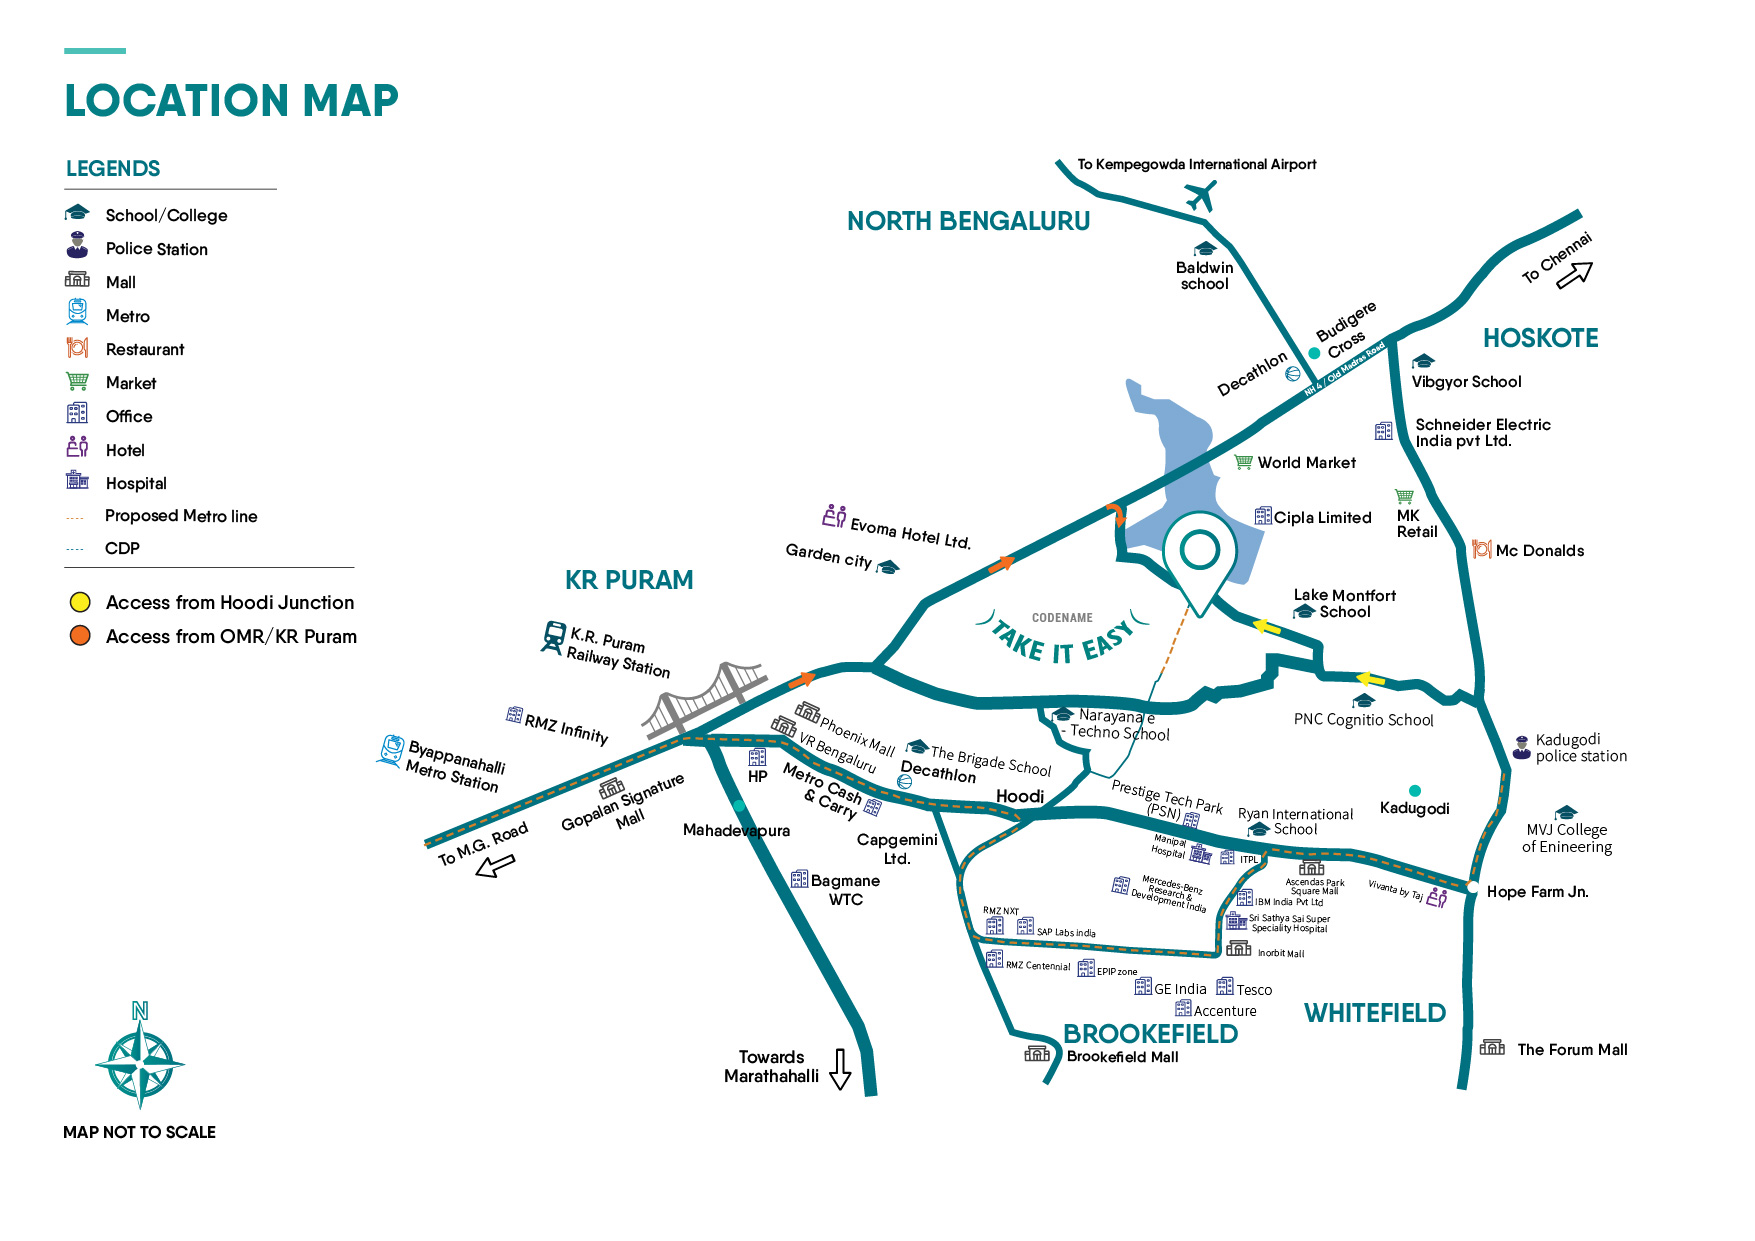 LOCATION MAP
LEGENDS
School/College
Police Station
Mall
Metro
Restaurant
Market
Office
Hotel
Hospital
Proposed Metro line
CDP
Access from Hoodi Junction
Access from OMR/KR Puram
To Kempegowda International Airport
NORTH BENGALURU
Baldwin
school
To Chennai
Budigere
Cross
HOSKOTE
Decathlon
NH 4 / Old Madras Road
Vibgyor School
Schneider Electric
India pvt Ltd.
World Market
Cipla Limited
MK
Retail
Mc Donalds
Evoma Hotel Ltd.
Garden city
KR PURAM
Lake Montfort
School
CODENAME
TAKE IT EASY
K.R. Puram
Railway Station
RMZ Infinity
Byappanahalli
Metro Station
PNC Cognitio School
Narayana e
- Techno School
Phoenix Mall
VR Bengaluru
The Brigade School
Decathlon
HP
Metro Cash
& Carry
Hoodi
Kadugodi
police station
Kadugodi
Gopalan Signature
Mall
Prestige Tech Park
(PSN)
Ryan International
School
Mahadevapura
To M.G. Road
Capgemini
Ltd.
Manipal
Hospital
ITPL
MVJ College
of Enineering
Bagmane
WTC
Mercedes-Benz
Research &
Development India
Ascendas Park
Square Mall
Vivanta by Taj
Hope Farm Jn.
IBM India Pvt Ltd
RMZ NXT
SAP Labs india
Sri Sathya Sai Super
Speciality Hospital
Inorbit Mall
RMZ Centennial
EPIP zone
GE India
Tesco
Accenture
WHITEFIELD
BROOKEFIELD
Brookefield Mall
The Forum Mall
Towards
Marathahalli
N
MAP NOT TO SCALE